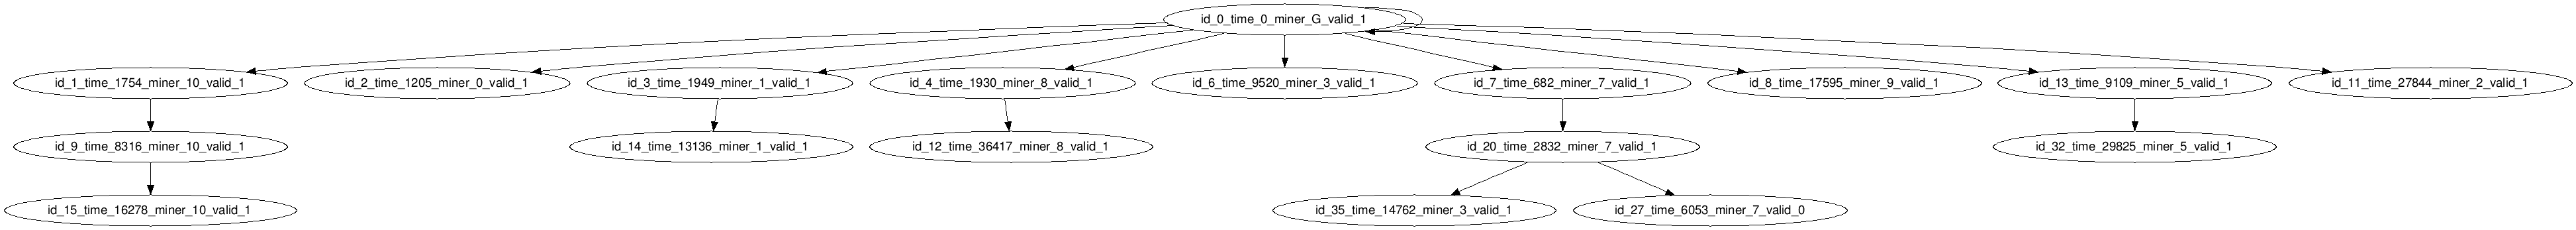 id_0_time_0_miner_G_valid_1
id_1_time_1754_miner_10_valid_1
id_2_time_1205_miner_0_valid_1
id_3_time_1949_miner_1_valid_1
id_4_time_1930_miner_8_valid_1
id_6_time_9520_miner_3_valid_1
id_7_time_682_miner_7_valid_1
id_8_time_17595_miner_9_valid_1
id_13_time_9109_miner_5_valid_1
id_11_time_27844_miner_2_valid_1
id_9_time_8316_miner_10_valid_1
id_14_time_13136_miner_1_valid_1
id_12_time_36417_miner_8_valid_1
id_20_time_2832_miner_7_valid_1
id_32_time_29825_miner_5_valid_1
id_15_time_16278_miner_10_valid_1
id_35_time_14762_miner_3_valid_1
id_27_time_6053_miner_7_valid_0